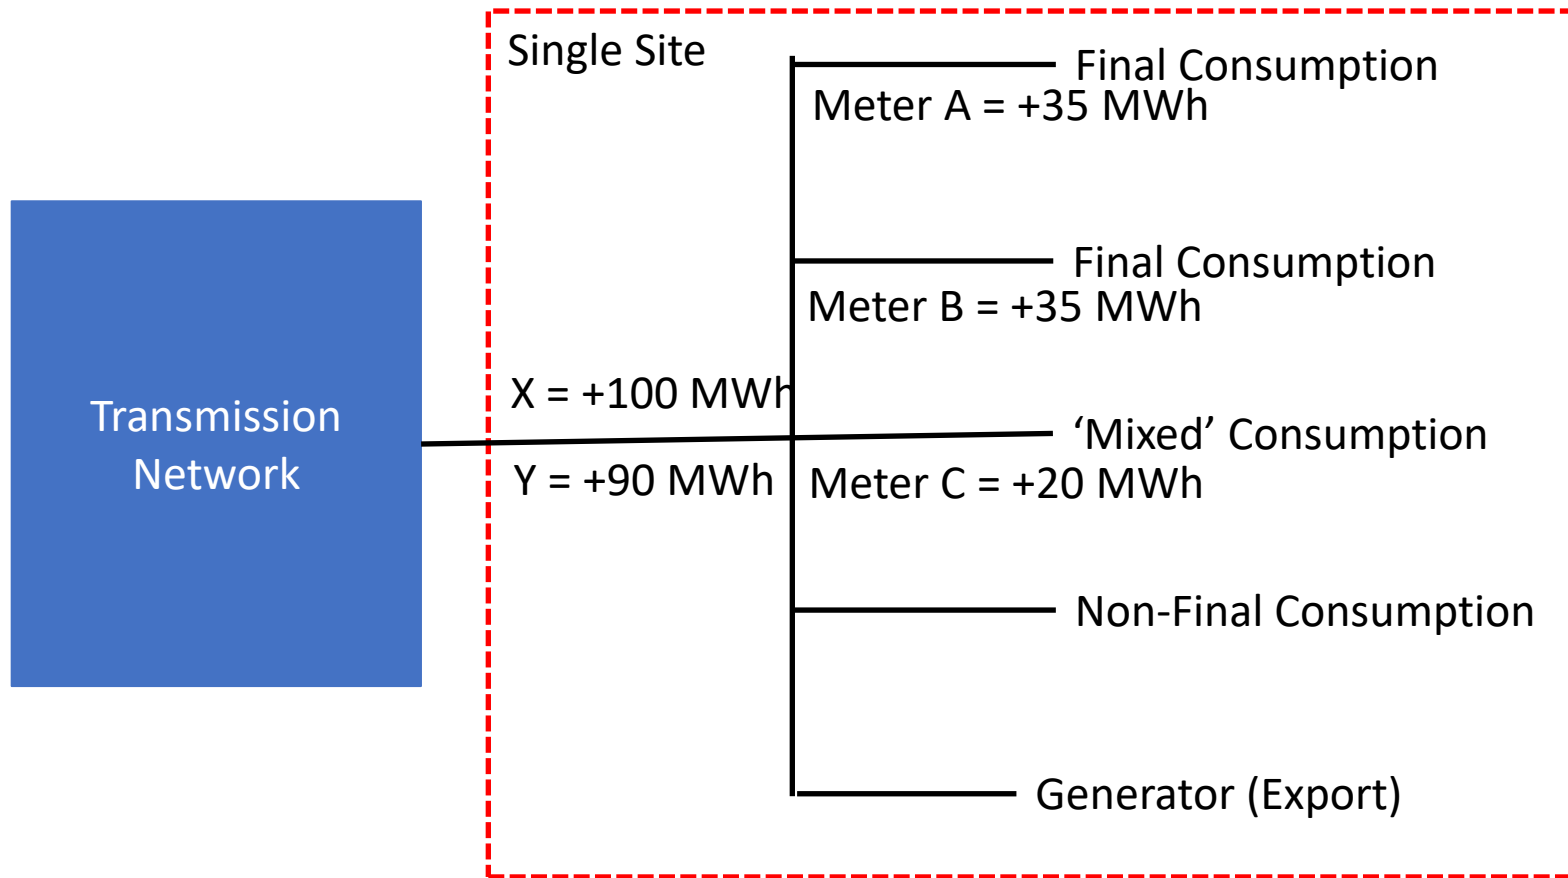 Single Site
Final Consumption
Meter A = +35 MWh
Final Consumption
Meter B = +35 MWh
X = +100 MWh
Transmission
Network
‘Mixed’ Consumption
Y = +90 MWh
Meter C = +20 MWh
Non-Final Consumption
Generator (Export)